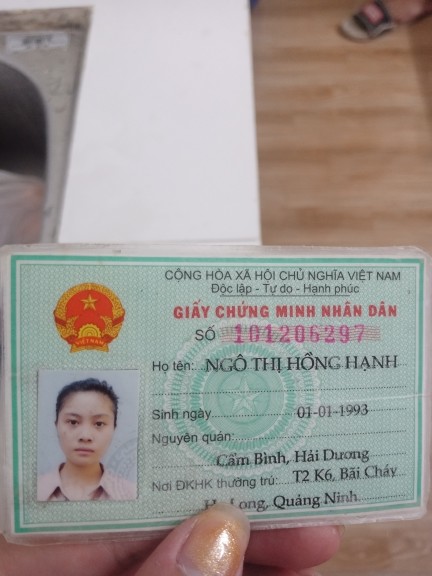 CỘNG HÒA XÃ HỘI CHỦ NGHĨA VIỆT NAM
Độc lập - Tự do - Hạnh phúc
GIẤY CHỨNG MINH NHÂN DÂN
SỐ 101206297
Họ tên: NGÔ THỊ HỒNG HẠNH
Sinh ngày 01-01-1993
Nguyên quán:
Cẩm Bình, Hải Dương
Nơi ĐKHK thường trú: T2 K6, Bãi Cháy
Long, Quảng Ninh
VIỆT NAM